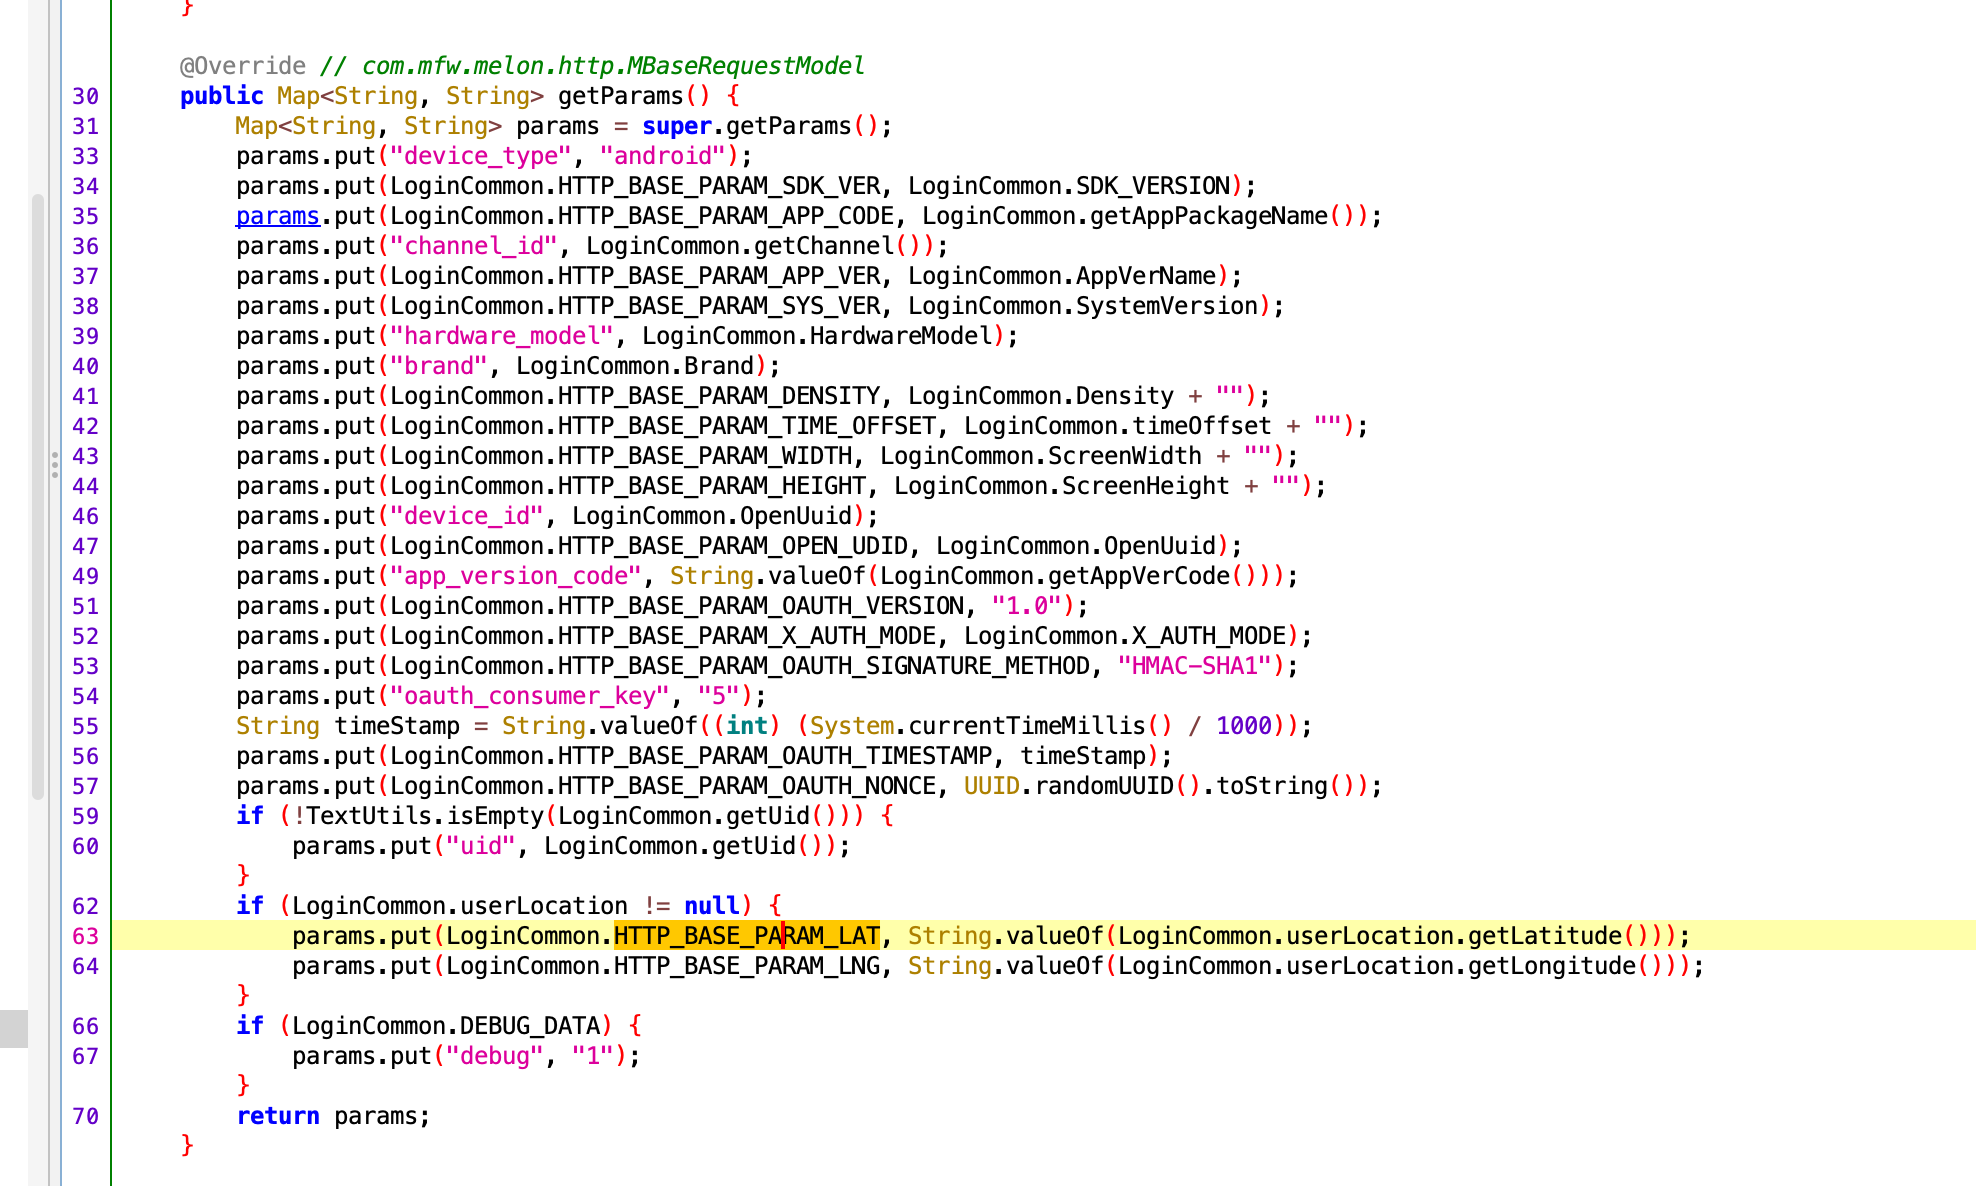 }
@Override // com.mfw.melon.http.MBaseRequestModel
30 public Map<String, String> getParams() {
31 Map<String, String> params = super.getParams();
33 params.put("device_type", "android");
34 params.put(LoginCommon.HTTP_BASE_PARAM_SDK_VER, LoginCommon.SDK_VERSION);
35 params.put(LoginCommon.HTTP_BASE_PARAM_APP_CODE, LoginCommon.getAppPackageName());
36 params.put("channel_id", LoginCommon.getChannel());
37 params.put(LoginCommon.HTTP_BASE_PARAM_APP_VER, LoginCommon.AppVerName);
38 params.put(LoginCommon.HTTP_BASE_PARAM_SYS_VER, LoginCommon.SystemVersion);
39 params.put("hardware_model", LoginCommon.HardwareModel);
40 params.put("brand", LoginCommon.Brand);
41 params.put(LoginCommon.HTTP_BASE_PARAM_DENSITY, LoginCommon.Density + "");
42 params.put(LoginCommon.HTTP_BASE_PARAM_TIME_OFFSET, LoginCommon.timeOffset + "");
43 params.put(LoginCommon.HTTP_BASE_PARAM_WIDTH, LoginCommon.ScreenWidth + "");
44 params.put(LoginCommon.HTTP_BASE_PARAM_HEIGHT, LoginCommon.ScreenHeight + "");
46 params.put("device_id", LoginCommon.OpenUuid);
47 params.put(LoginCommon.HTTP_BASE_PARAM_OPEN_UDID, LoginCommon.OpenUuid);
49 params.put("app_version_code", String.valueOf(LoginCommon.getAppVerCode()));
51 params.put(LoginCommon.HTTP_BASE_PARAM_OAUTH_VERSION, "1.0");
52 params.put(LoginCommon.HTTP_BASE_PARAM_X_AUTH_MODE, LoginCommon.X_AUTH_MODE);
53 params.put(LoginCommon.HTTP_BASE_PARAM_OAUTH_SIGNATURE_METHOD, "HMAC-SHA1");
54 params.put("oauth_consumer_key", "5");
55 String timeStamp = String.valueOf((int) (System.currentTimeMillis() / 1000));
56 params.put(LoginCommon.HTTP_BASE_PARAM_OAUTH_TIMESTAMP, timeStamp);
57 params.put(LoginCommon.HTTP_BASE_PARAM_OAUTH_NONCE, UUID.randomUUID().toString());
59 if (!TextUtils.isEmpty(LoginCommon.getUid())) {
60 params.put("uid", LoginCommon.getUid());
}
62 if (LoginCommon.userLocation != null) {
63 params.put(LoginCommon.HTTP_BASE_PARAM_LAT, String.valueOf(LoginCommon.userLocation.getLatitude()));
64 params.put(LoginCommon.HTTP_BASE_PARAM_LNG, String.valueOf(LoginCommon.userLocation.getLongitude()));
}
66 if (LoginCommon.DEBUG_DATA) {
67 params.put("debug", "1");
}
70 return params;
}